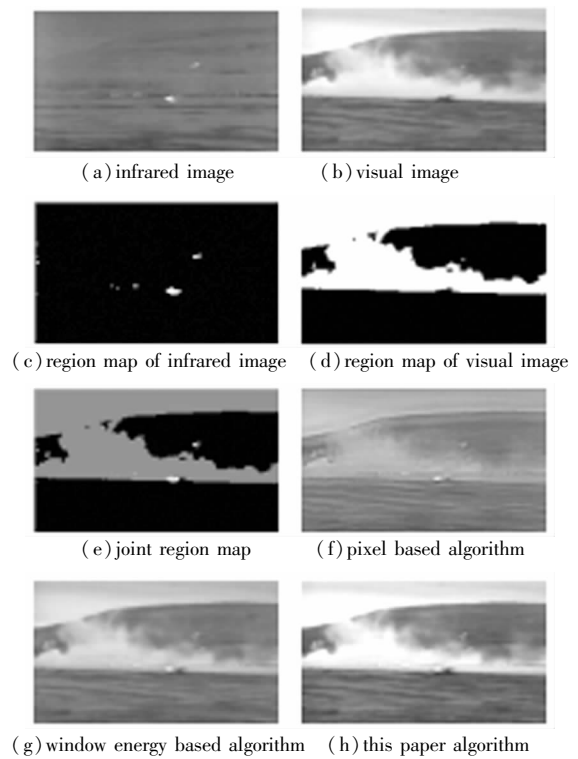 (a)infrared image
(b)visual image
(c)region map of infrared image
(d)region map of visual image
(e)joint region map
(f)pixel based algorithm
(g)window energy based algorithm
(h)this paper algorithm